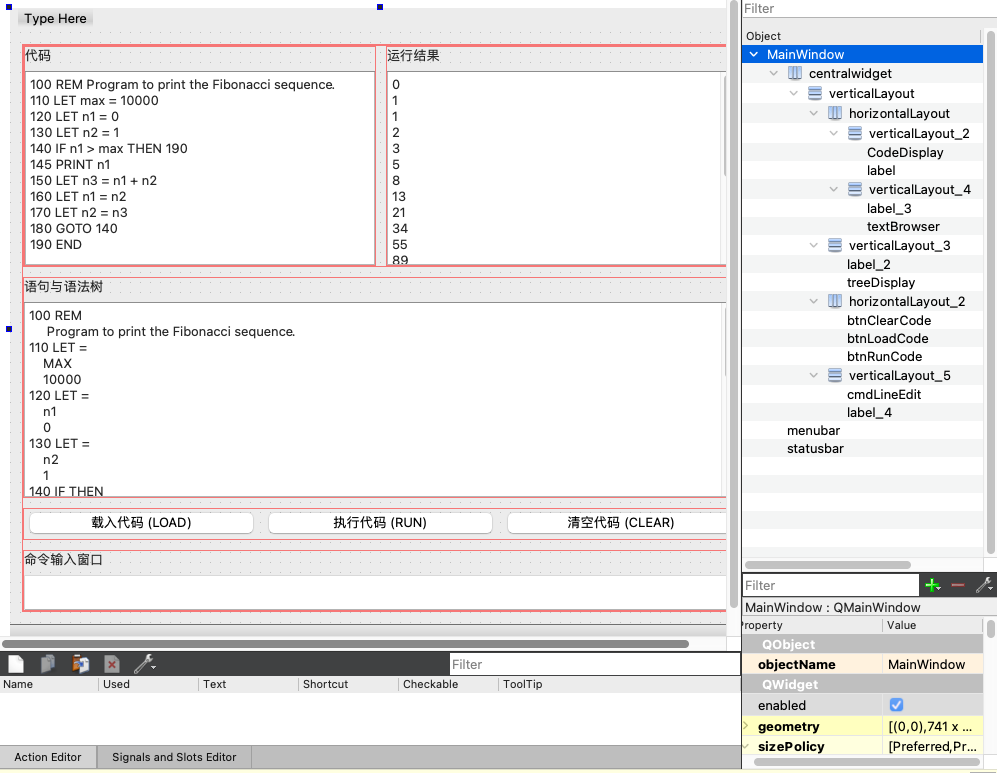 Type Here
代码
100 REM Program to print the Fibonacci sequence.
110 LET max = 10000
120 LET n1 = 0
130 LET n2 = 1
140 IF n1 > max THEN 190
145 PRINT n1
150 LET n3 = n1 + n2
160 LET n1 = n2
170 LET n2 = n3
180 GOTO 140
190 END
运行结果
0
1
1
2
3
5
8
13
21
34
55
89
语句与语法树
100 REM
Program to print the Fibonacci sequence.
110 LET =
MAX
10000
120 LET =
n1
0
130 LET =
n2
1
140 IF THEN
载入代码 (LOAD)
执行代码 (RUN)
清空代码 (CLEAR)
命令输入窗口
Filter
Name Used Text Shortcut Checkable ToolTip
Action Editor
Signals and Slots Editor
Filter
Object
MainWindow
centralwidget
verticalLayout
horizontalLayout
verticalLayout_2
CodeDisplay
label
verticalLayout_4
label_3
textBrowser
verticalLayout_3
label_2
treeDisplay
horizontalLayout_2
btnClearCode
btnLoadCode
btnRunCode
verticalLayout_5
cmdLineEdit
label_4
menubar
statusbar
Filter
MainWindow : QMainWindow
roperty Value
QObject
objectName MainWindow
QWidget
enabled
geometry [(0,0),741 x ...
sizePolicy [Preferred,Pr...